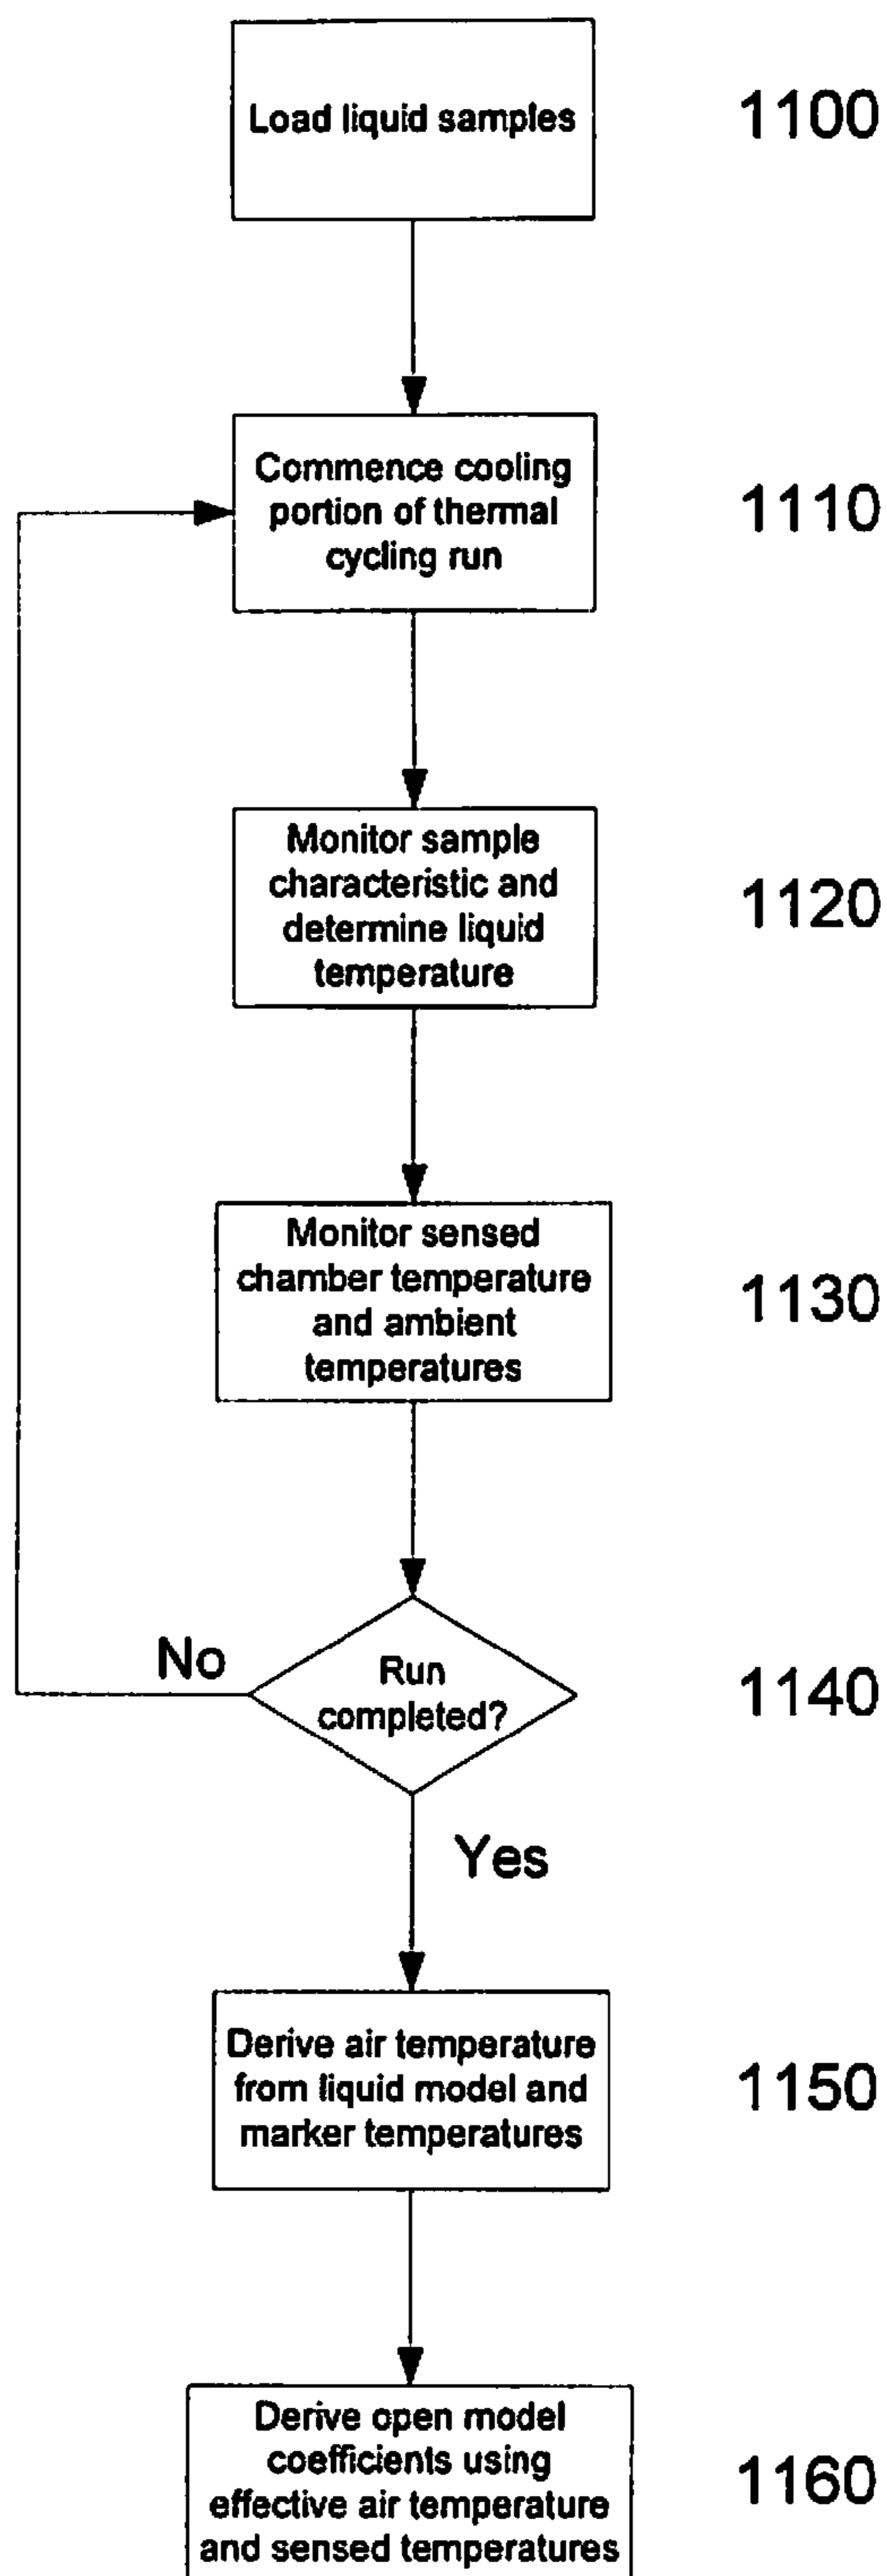 Load liquid samples
1100
Commence cooling
portion of thermal
cycling run
1110
Monitor sample
characteristic and
determine liquid
temperature
1120
Monitor sensed
chamber temperature
and ambient
temperatures
1130
No
Run
completed?
1140
Yes
Derive air temperature
from liquid model and
marker temperatures
1150
Derive open model
coefficients using
effective air temperature
and sensed temperatures
1160